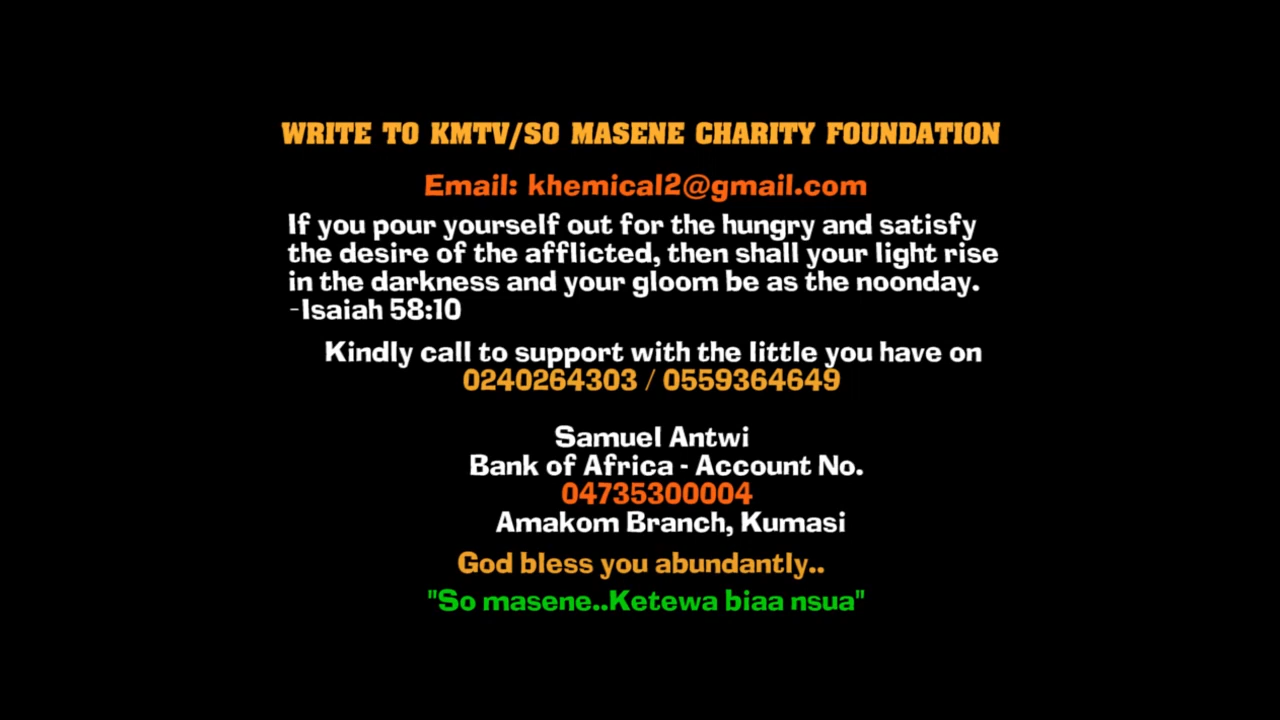 WRITE TO KMTV/SO MASENE CHARITY FOUNDATION
Email: khemical2@gmail.com
If you pour yourself out for the hungry and satisfy
the desire of the afflicted, then shall your light rise
in the darkness and your gloom be as the noonday.
-Isaiah 58:10
Kindly call to support with the little you have on
0240264303 / 0559364649
Samuel Antwi
Bank of Africa - Account No.
04735300004
Amakom Branch, Kumasi
God bless you abundantly..
"So masene..Ketewa biaa nsua"